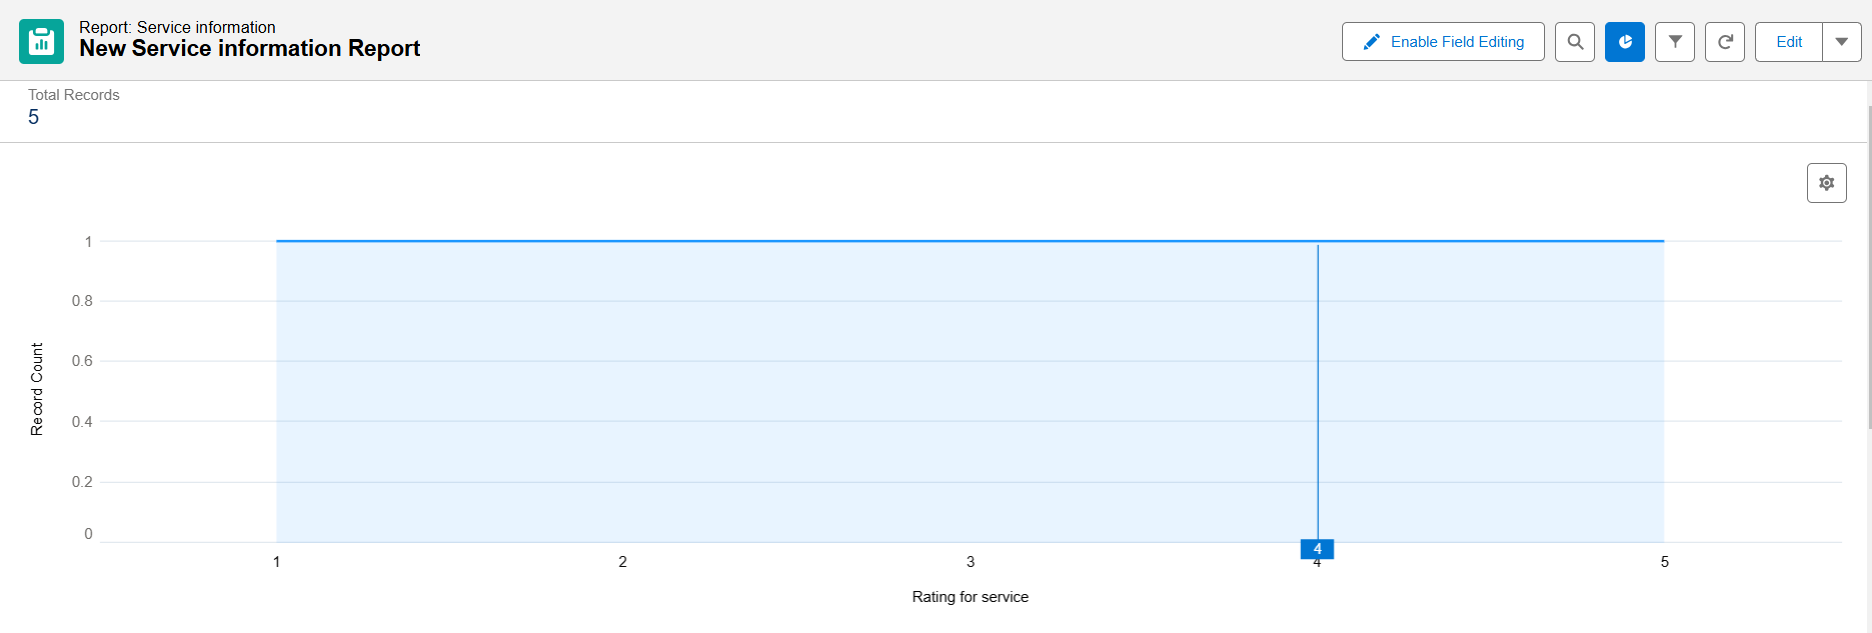 Report: Service information
New Service information Report
Enable Field Editing
Edit
Total Records
5
1
0.8
0.6
0.4
0.2
0
Record Count
4
1 2 3 4 5
Rating for service